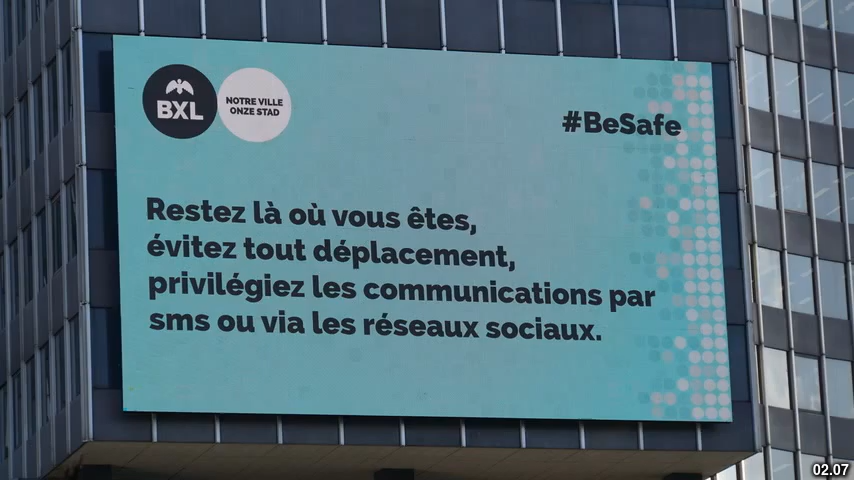 BXL
NOTRE VILLE
ONZE STAD
#BeSafe
Restez là où vous êtes,
évitez tout déplacement,
privilégiez les communications par
sms ou via les réseaux sociaux.
02.07